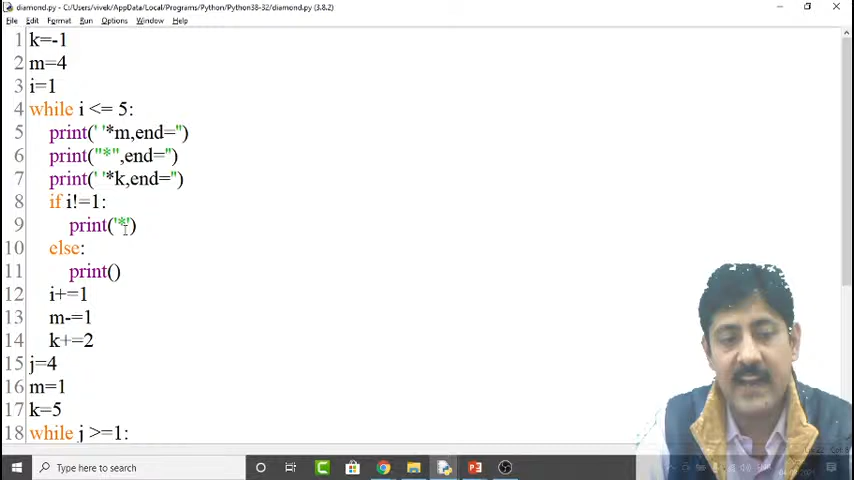 diamond.py - C:/Users/vivek/AppData/Local/Programs/Python/Python38-32/diamond.py (3.8.2)
File Edit Format Run Options Window Help
1 k=-1
2 m=4
3 i=1
4 while i <= 5:
5 print(' '*m,end='')
6 print("*",end='')
7 print(' '*k,end='')
8 if i!=1:
9 print('*')
10 else:
11 print()
12 i+=1
13 m-=1
14 k+=2
15 j=4
16 m=1
17 k=5
18 while j >=1:
Type here to search